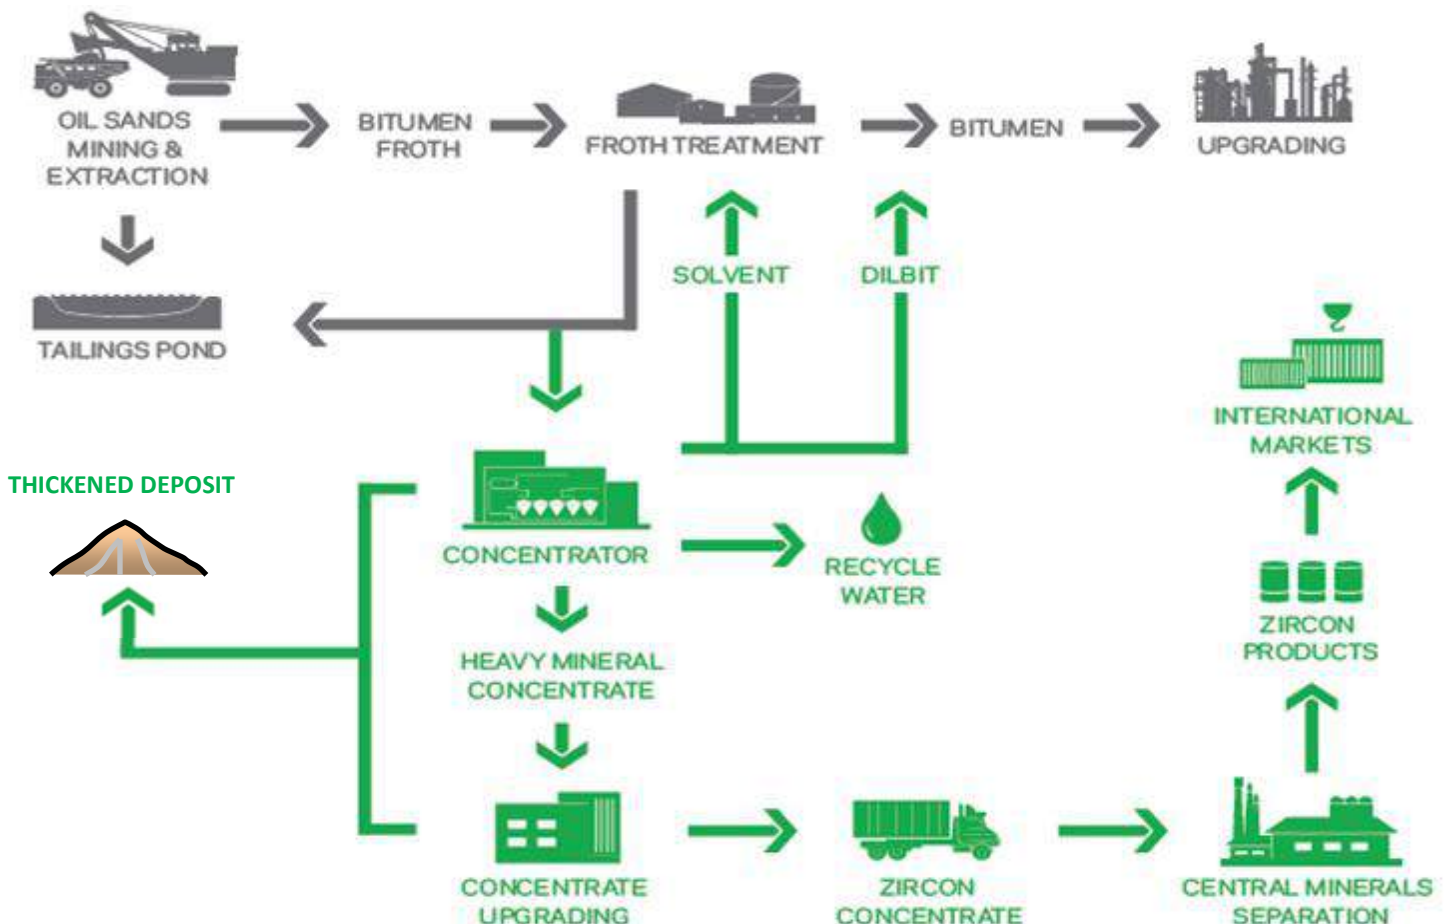 OIL SANDS
MINING &
EXTRACTION
BITUMEN
FROTH
FROTH TREATMENT
BITUMEN
UPGRADING
SOLVENT
DILBIT
TAILINGS POND
INTERNATIONAL
MARKETS
THICKENED DEPOSIT
CONCENTRATOR
RECYCLE
WATER
ZIRCON
PRODUCTS
HEAVY MINERAL
CONCENTRATE
CONCENTRATE
UPGRADING
ZIRCON
CONCENTRATE
CENTRAL MINERALS
SEPARATION